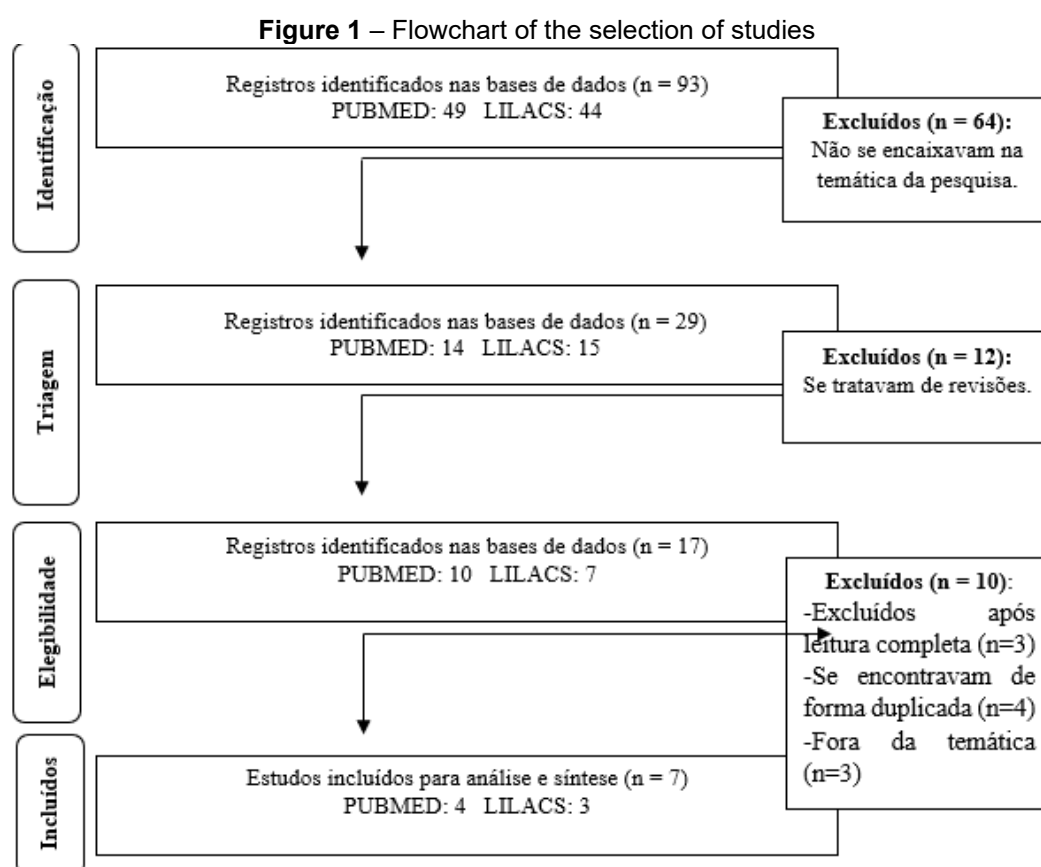 Figure 1 – Flowchart of the selection of studies
Identificação
Registros identificados nas bases de dados (n = 93)
PUBMED: 49 LILACS: 44
Excluídos (n = 64):
Não se encaixavam na
temática da pesquisa.
Triagem
Registros identificados nas bases de dados (n = 29)
PUBMED: 14 LILACS: 15
Excluídos (n = 12):
Se tratavam de revisões.
Elegibilidade
Registros identificados nas bases de dados (n = 17)
PUBMED: 10 LILACS: 7
Excluídos (n = 10):
-Excluídos após
leitura completa (n=3)
-Se encontravam de
forma duplicada (n=4)
-Fora da temática
(n=3)
Incluídos
Estudos incluídos para análise e síntese (n = 7)
PUBMED: 4 LILACS: 3